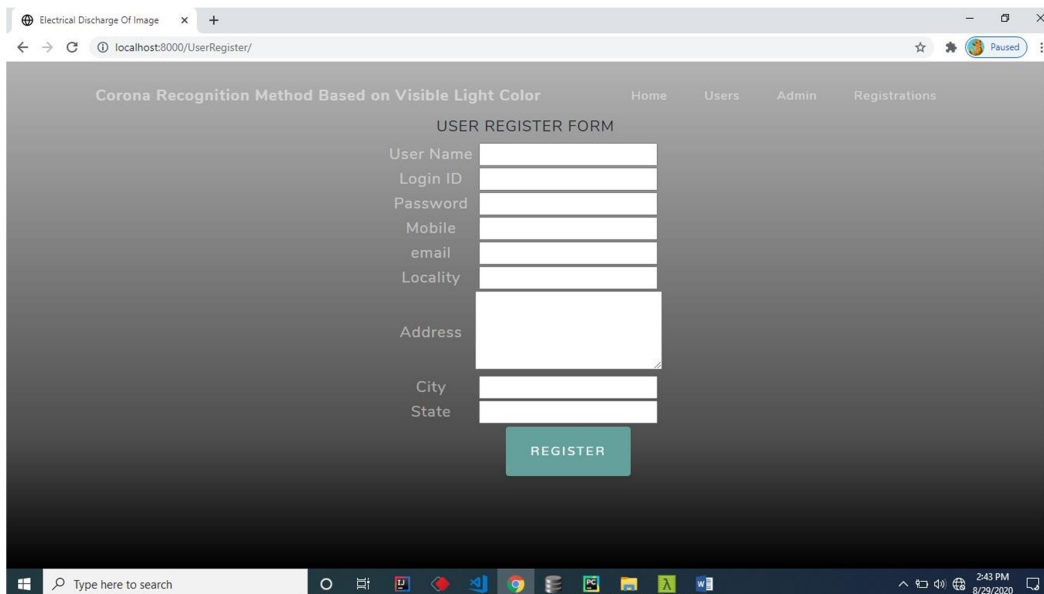 Electrical Discharge Of Image
localhost:8000/UserRegister/
Paused
Corona Recognition Method Based on Visible Light Color Home Users Admin Registrations
USER REGISTER FORM
User Name
Login ID
Password
Mobile
email
Locality
Address
City
State
REGISTER
Type here to search
IJ
PC
λ
W
2:43 PM
8/29/2020